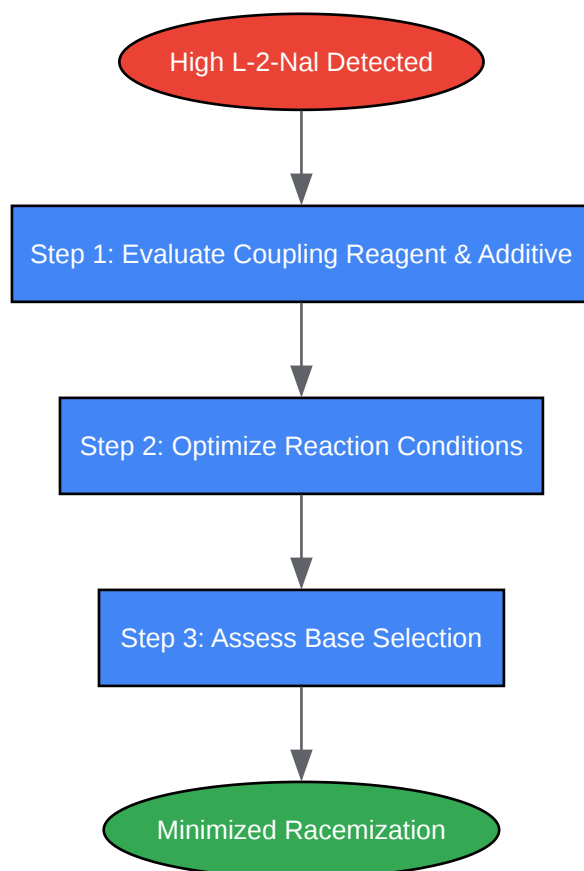 High L-2-Nal Detected
Step 1: Evaluate Coupling Reagent & Additive
Step 2: Optimize Reaction Conditions
Step 3: Assess Base Selection
Minimized Racemization